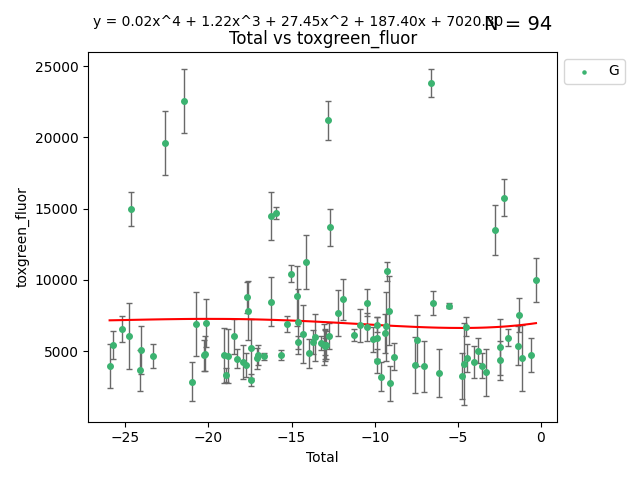 y = 0.02x^4 + 1.22x^3 + 27.45x^2 + 187.40x + 7020.80
N = 94
Total vs toxgreen_fluor
G
toxgreen_fluor
25000
20000
15000
10000
5000
−25
−20
−15
−10
−5
0
Total